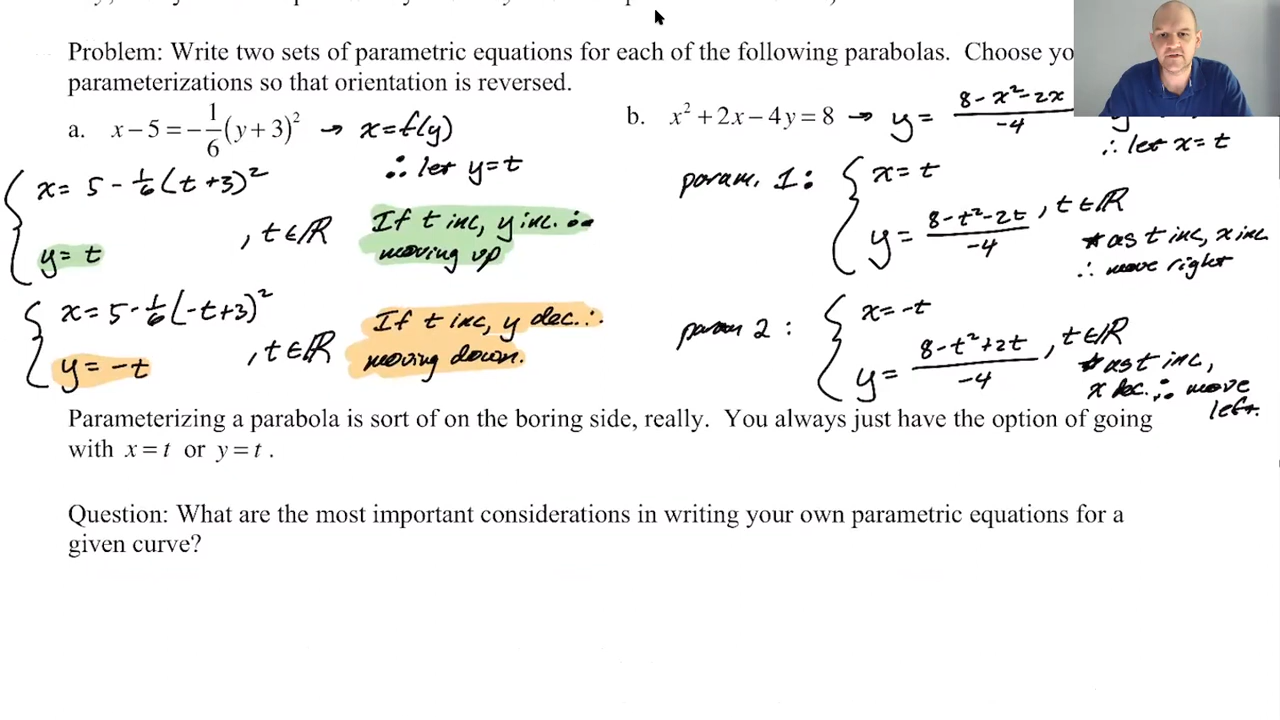 Problem: Write two sets of parametric equations for each of the following parabolas. Choose yo
parameterizations so that orientation is reversed.
a. x − 5 = −1/6(y + 3)² → x = f(y)
∴ let y = t
{ x = 5 − 1/6(t + 3)²
y = t , t ∈ ℝ
If t inc, y inc. ∴
moving up
{ x = 5 − 1/6(−t + 3)²
y = −t , t ∈ ℝ
If t inc, y dec. ∴
moving down.
b. x² + 2x − 4y = 8 → y = (8 − x² − 2x)/−4
∴ let x = t
param. 1: { x = t
y = (8 − t² − 2t)/−4 , t ∈ ℝ
* as t inc, x inc
∴ move right
param 2 : { x = −t
y = (8 − t² + 2t)/−4 , t ∈ ℝ
* as t inc,
x dec. ∴ move
left.
Parameterizing a parabola is sort of on the boring side, really. You always just have the option of going
with x = t or y = t .
Question: What are the most important considerations in writing your own parametric equations for a
given curve?